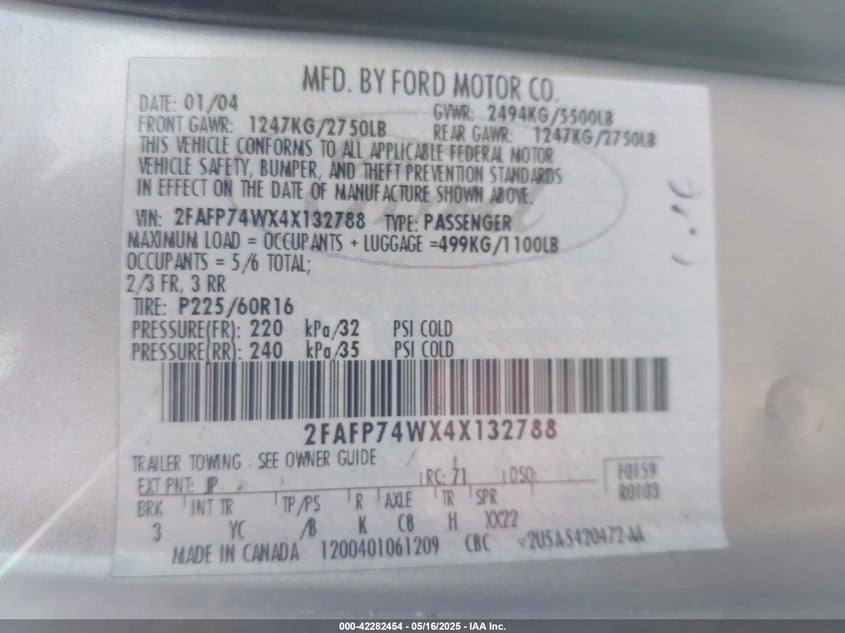 MFD. BY FORD MOTOR CO.
DATE: 01/04 GVWR: 2494KG/5500LB
FRONT GAWR: 1247KG/2750LB REAR GAWR: 1247KG/2750LB
THIS VEHICLE CONFORMS TO ALL APPLICABLE FEDERAL MOTOR
VEHICLE SAFETY, BUMPER, AND THEFT PREVENTION STANDARDS
IN EFFECT ON THE DATE OF MANUFACTURE SHOWN ABOVE.
VIN: 2FAFP74WX4X132788 TYPE: PASSENGER
MAXIMUM LOAD = OCCUPANTS + LUGGAGE =499KG/1100LB
OCCUPANTS = 5/6 TOTAL;
2/3 FR, 3 RR
TIRE: P225/60R16
PRESSURE(FR): 220 kPa/32 PSI COLD
PRESSURE(RR): 240 kPa/35 PSI COLD
2FAFP74WX4X132788
TRAILER TOWING - SEE OWNER GUIDE
EXT PNT: JP RC: 71 DSO: F0159
R0103
BRK INT TR TP/PS R AXLE TR SPR
3 YC /B K CB H XX22
MADE IN CANADA 1200401061209 CBC v2U5A-5420472-AA
000-42282454 - 05/16/2025 - IAA Inc.